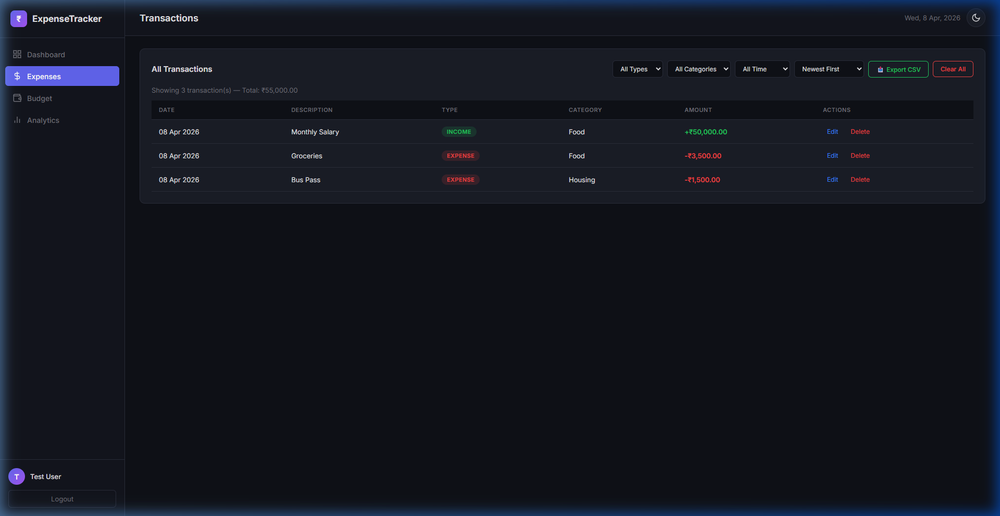 ₹ ExpenseTracker
Transactions
Wed, 8 Apr, 2026
Dashboard
Expenses
Budget
Analytics
All Transactions
All Types All Categories All Time Newest First Export CSV Clear All
Showing 3 transaction(s) — Total: ₹55,000.00
DATE DESCRIPTION TYPE CATEGORY AMOUNT ACTIONS
08 Apr 2026 Monthly Salary INCOME Food +₹50,000.00 Edit Delete
08 Apr 2026 Groceries EXPENSE Food -₹3,500.00 Edit Delete
08 Apr 2026 Bus Pass EXPENSE Housing -₹1,500.00 Edit Delete
T Test User
Logout